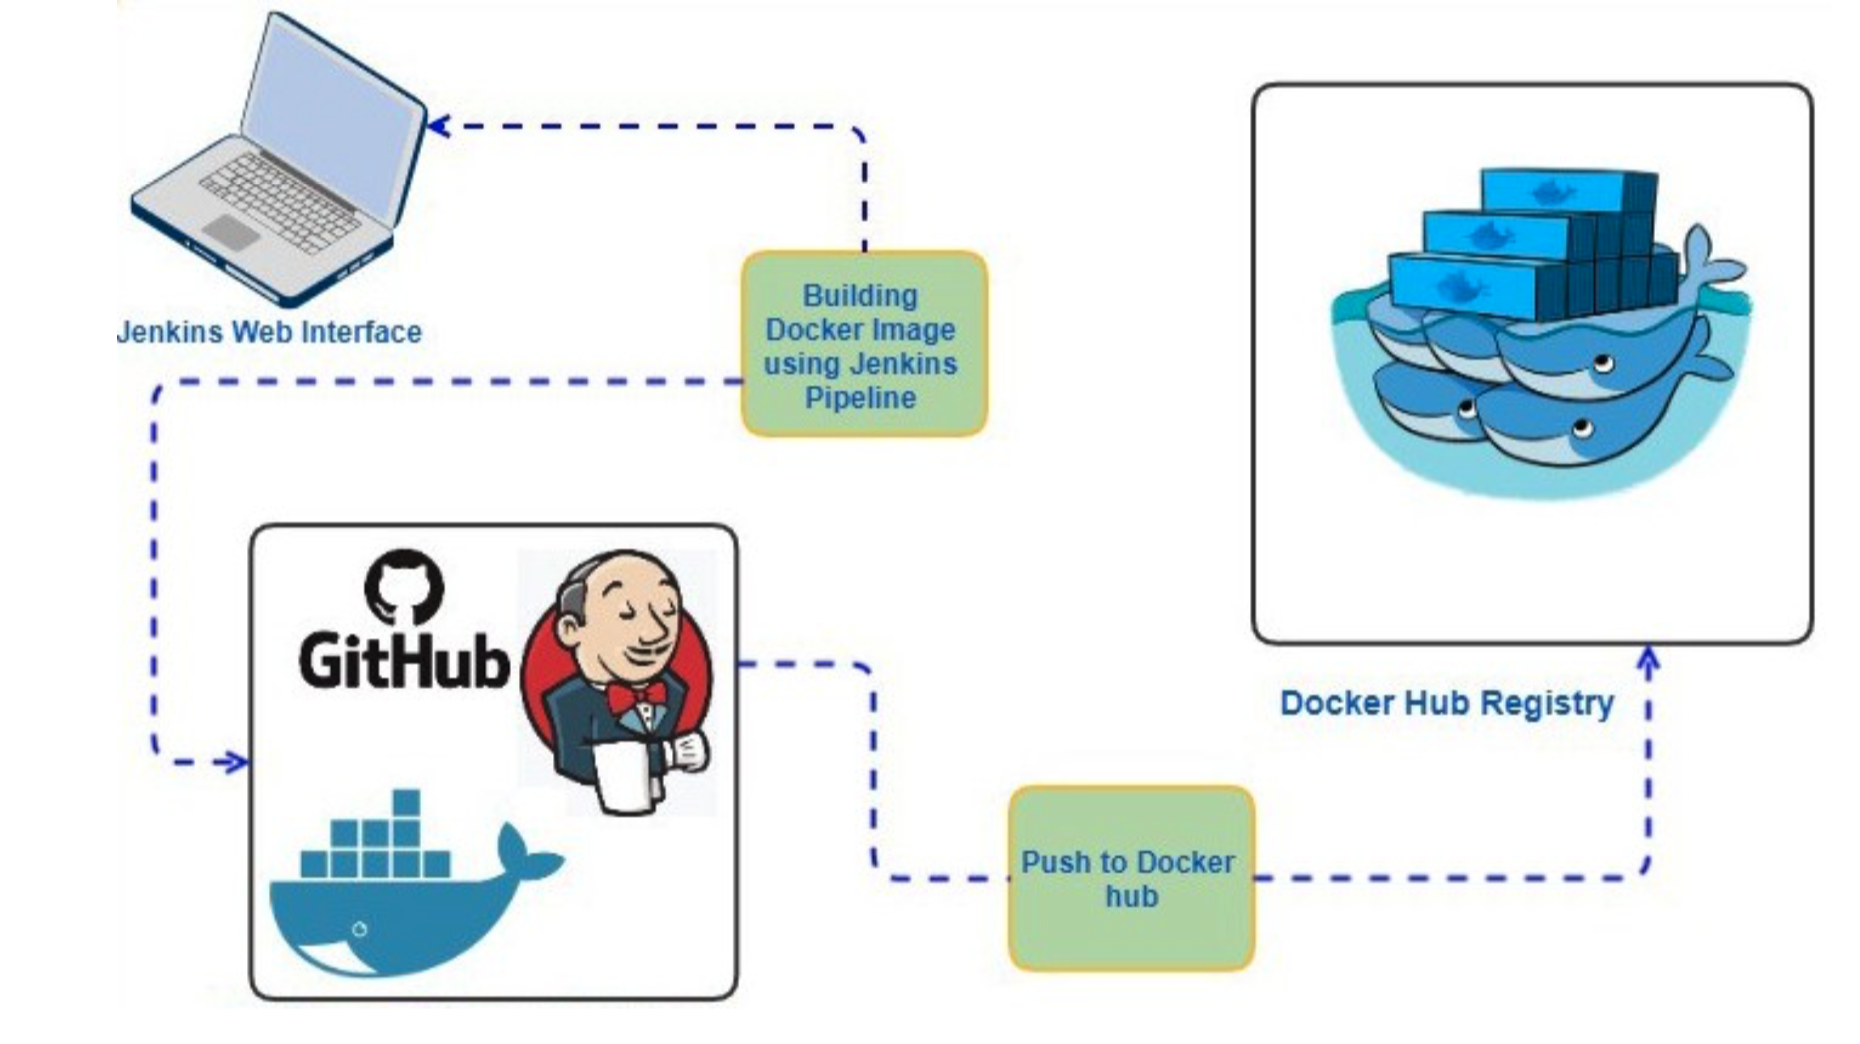 Jenkins Web Interface
Building
Docker Image
using Jenkins
Pipeline
GitHub
Docker Hub Registry
Push to Docker
hub